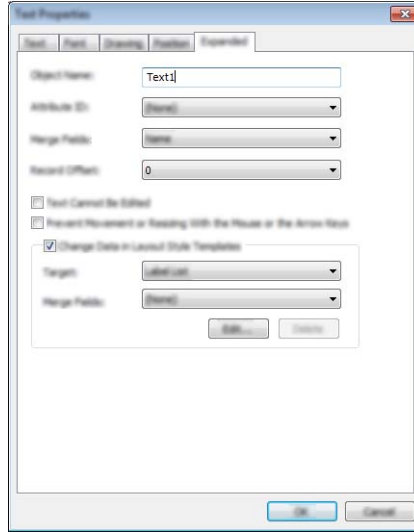 Text Properties
Text Font Drawing Position Expanded
Object Name: Text1
Attribute ID: (None)
Merge Fields: Name
Record Offset: 0
Text Cannot Be Edited
Prevent Movement or Resizing With the Mouse or the Arrow Keys
Change Data in Layout Style Templates
Target: Label List
Merge Fields: (None)
Edit... Delete
OK Cancel